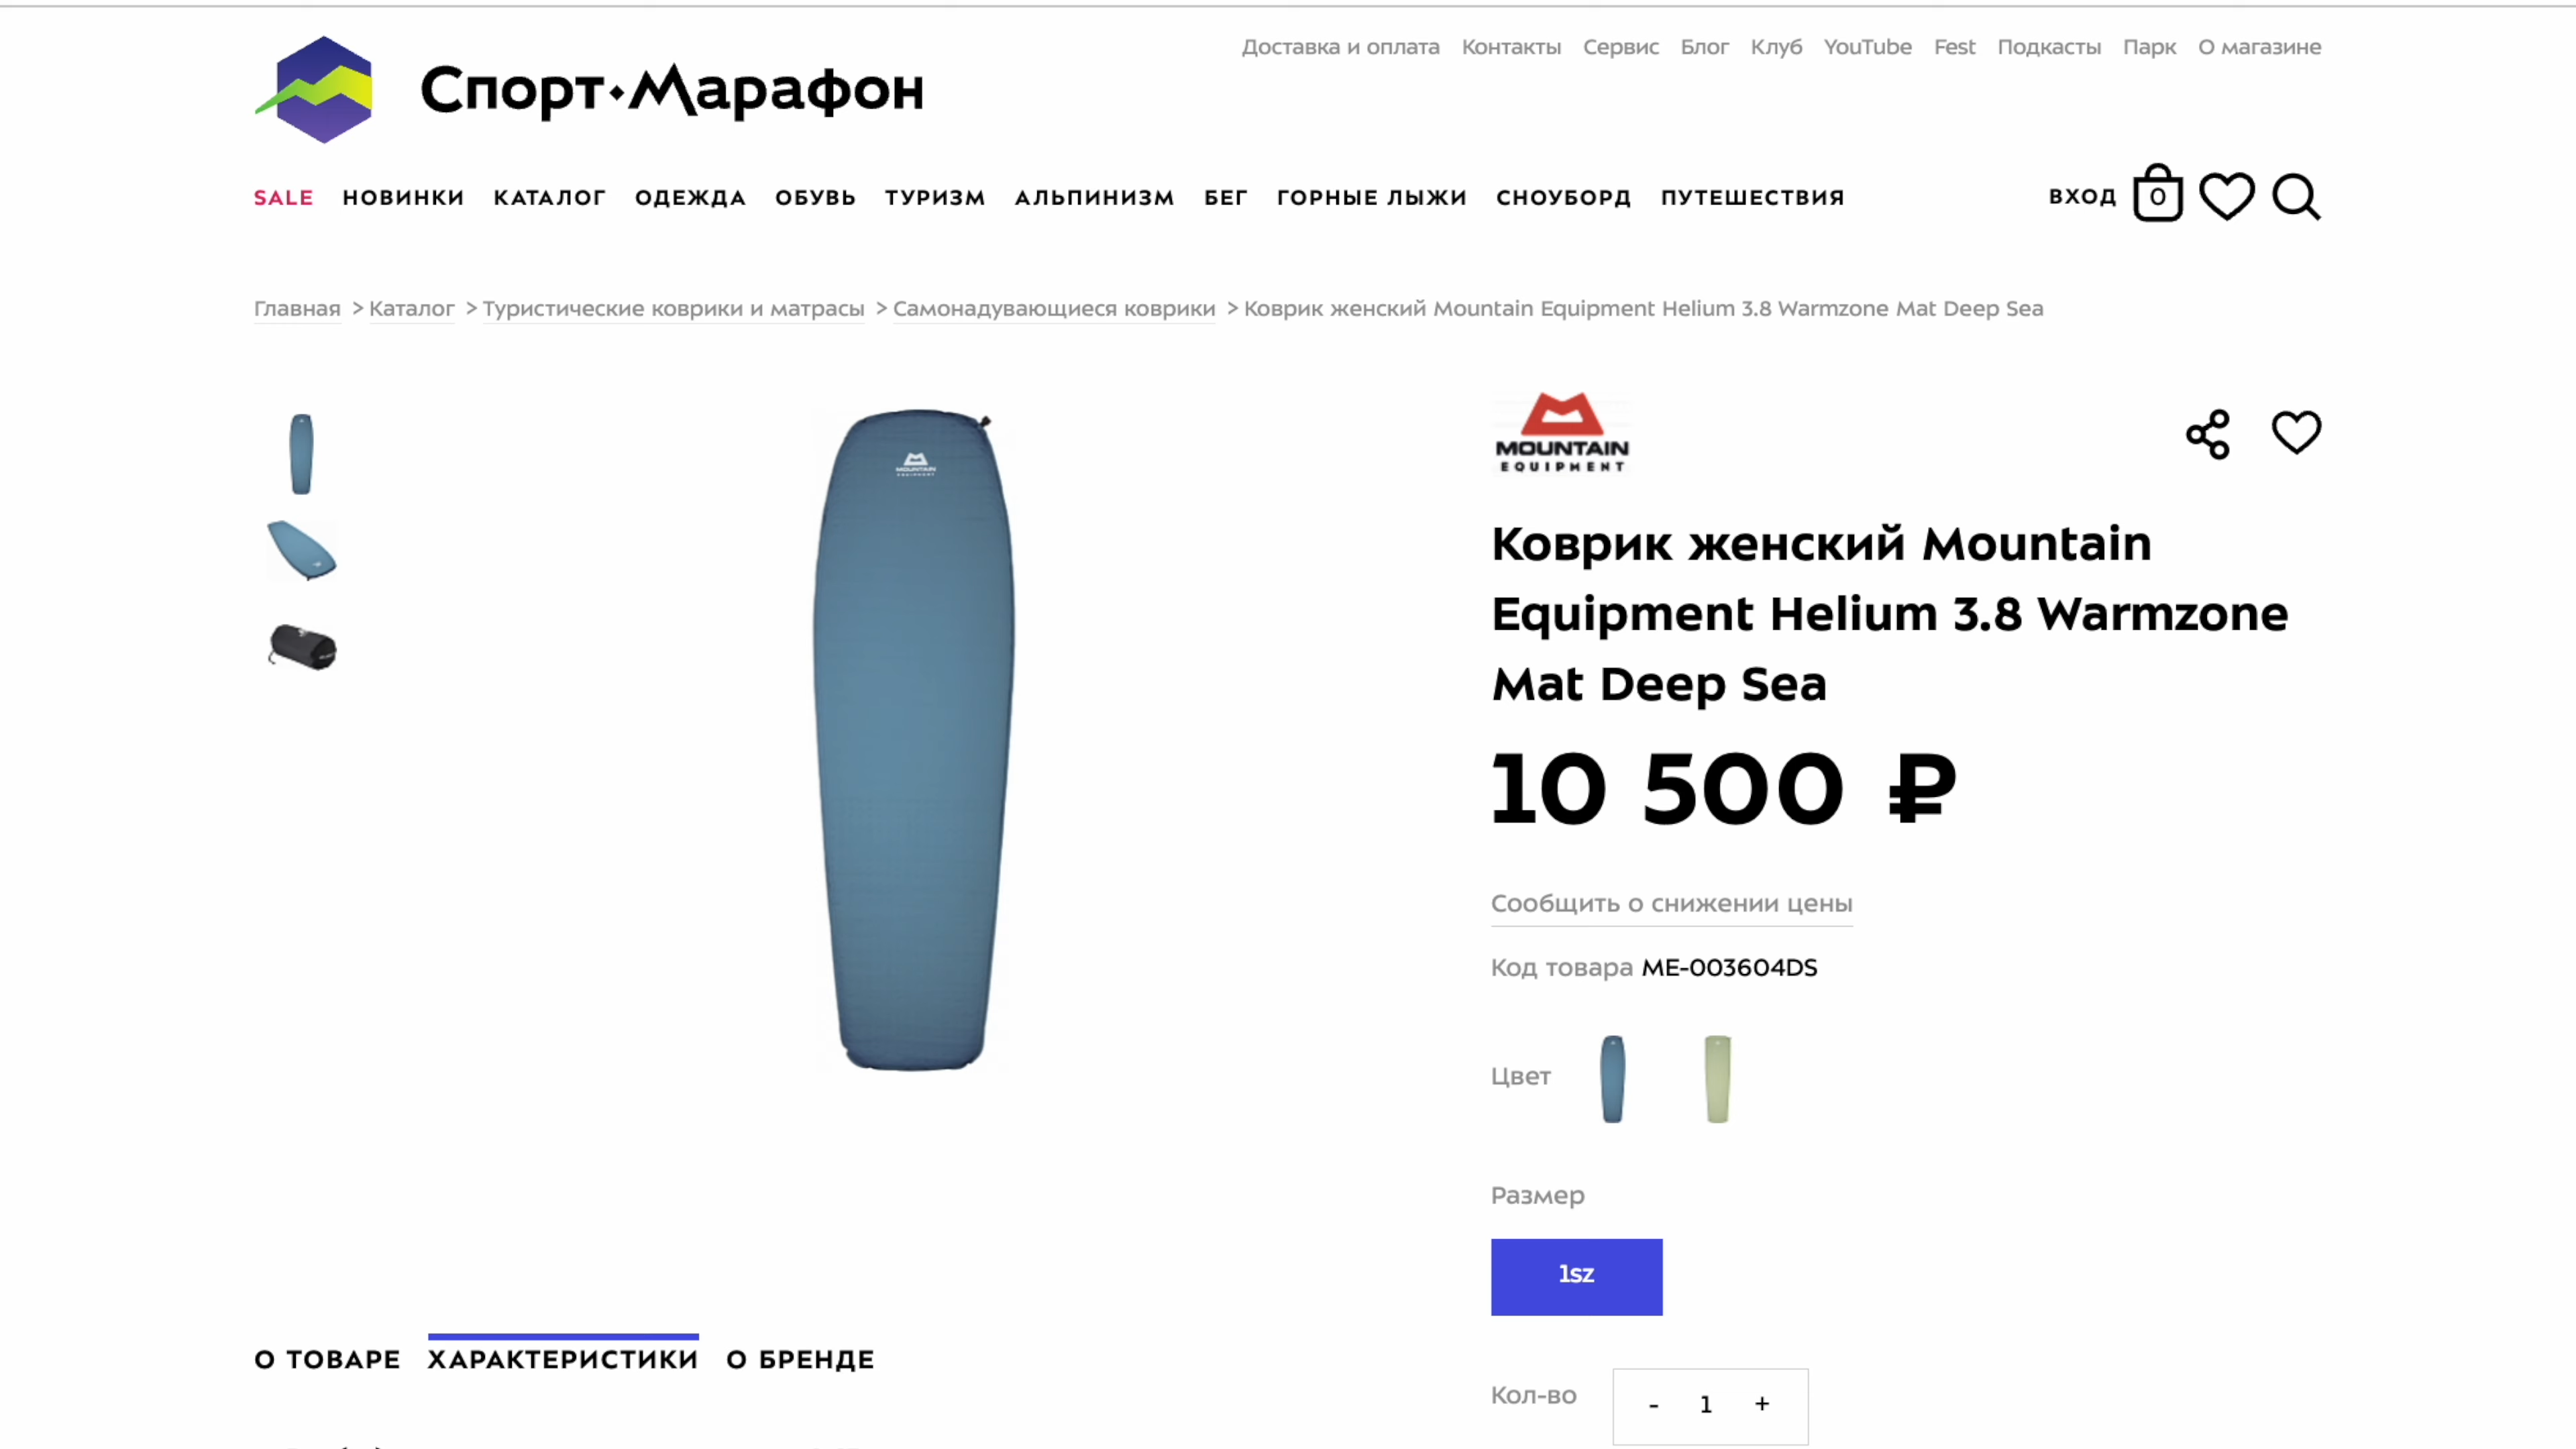 Доставка и оплата Контакты Сервис Блог Клуб YouTube Fest Подкасты Парк О магазине
Спорт·Марафон
SALE НОВИНКИ КАТАЛОГ ОДЕЖДА ОБУВЬ ТУРИЗМ АЛЬПИНИЗМ БЕГ ГОРНЫЕ ЛЫЖИ СНОУБОРД ПУТЕШЕСТВИЯ ВХОД 0
Главная > Каталог > Туристические коврики и матрасы > Самонадувающиеся коврики > Коврик женский Mountain Equipment Helium 3.8 Warmzone Mat Deep Sea
MOUNTAIN
EQUIPMENT
MOUNTAIN
EQUIPMENT
Коврик женский Mountain
Equipment Helium 3.8 Warmzone
Mat Deep Sea
10 500 ₽
Сообщить о снижении цены
Код товара ME-003604DS
Цвет
Размер
1sz
О ТОВАРЕ ХАРАКТЕРИСТИКИ О БРЕНДЕ
Кол-во - 1 +